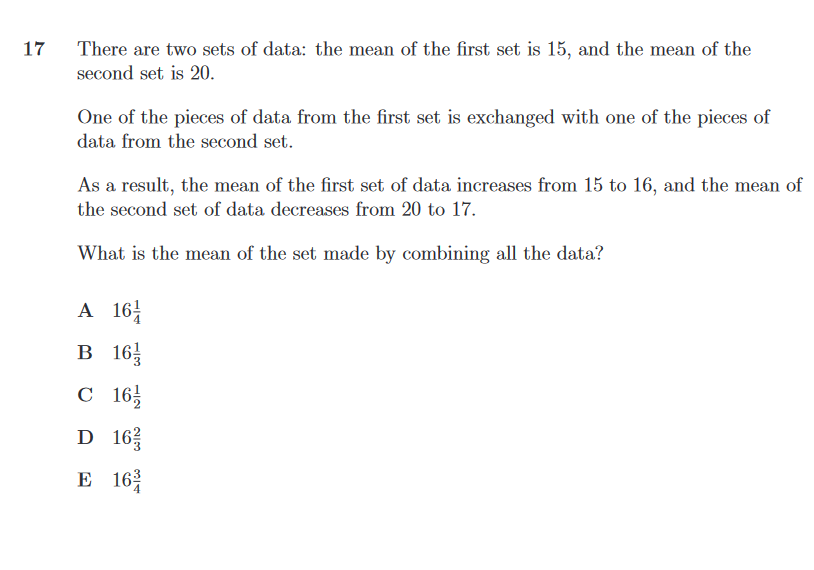 17 There are two sets of data: the mean of the first set is 15, and the mean of the
second set is 20.
One of the pieces of data from the first set is exchanged with one of the pieces of
data from the second set.
As a result, the mean of the first set of data increases from 15 to 16, and the mean of
the second set of data decreases from 20 to 17.
What is the mean of the set made by combining all the data?
A 16 1/4
B 16 1/3
C 16 1/2
D 16 2/3
E 16 3/4